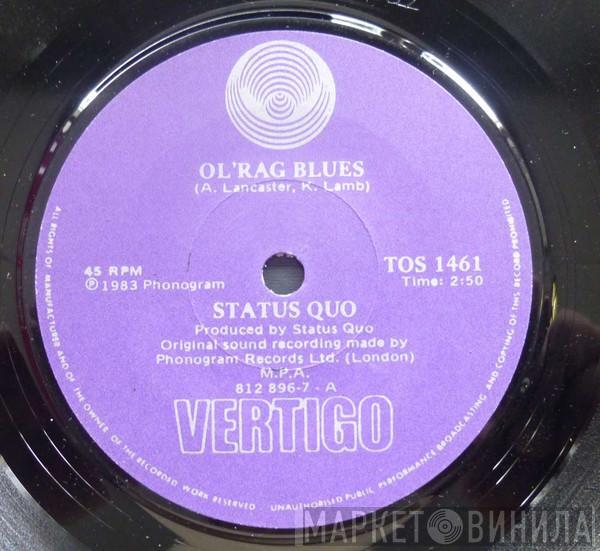 OL'RAG BLUES
(A. Lancaster, K. Lamb)
45 RPM
℗1983 Phonogram
TOS 1461
Time: 2:50
STATUS QUO
Produced by Status Quo
Original sound recording made by
Phonogram Records Ltd. (London)
M.P.A.
812 896-7 - A
VERTIGO
ALL RIGHTS OF MANUFACTURER AND OF THE OWNER OF THE RECORDED WORK RESERVED UNAUTHORISED PUBLIC PERFORMANCE BROADCASTING AND COPYING OF THIS RECORD PROHIBITED
МАРКЕТ ВИНИЛА